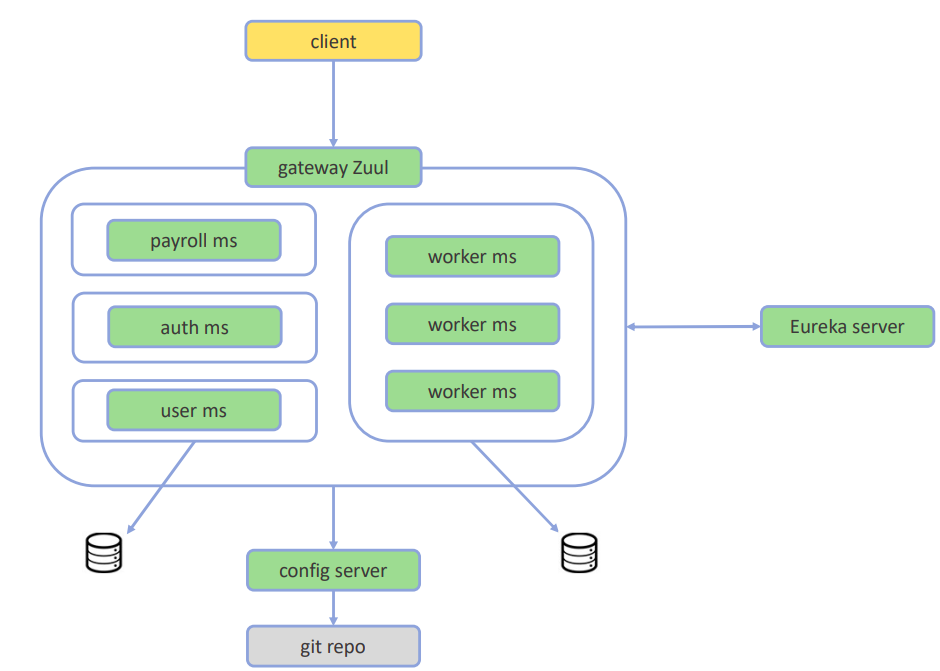 client
gateway Zuul
payroll ms
worker ms
auth ms
worker ms
Eureka server
user ms
worker ms
config server
git repo